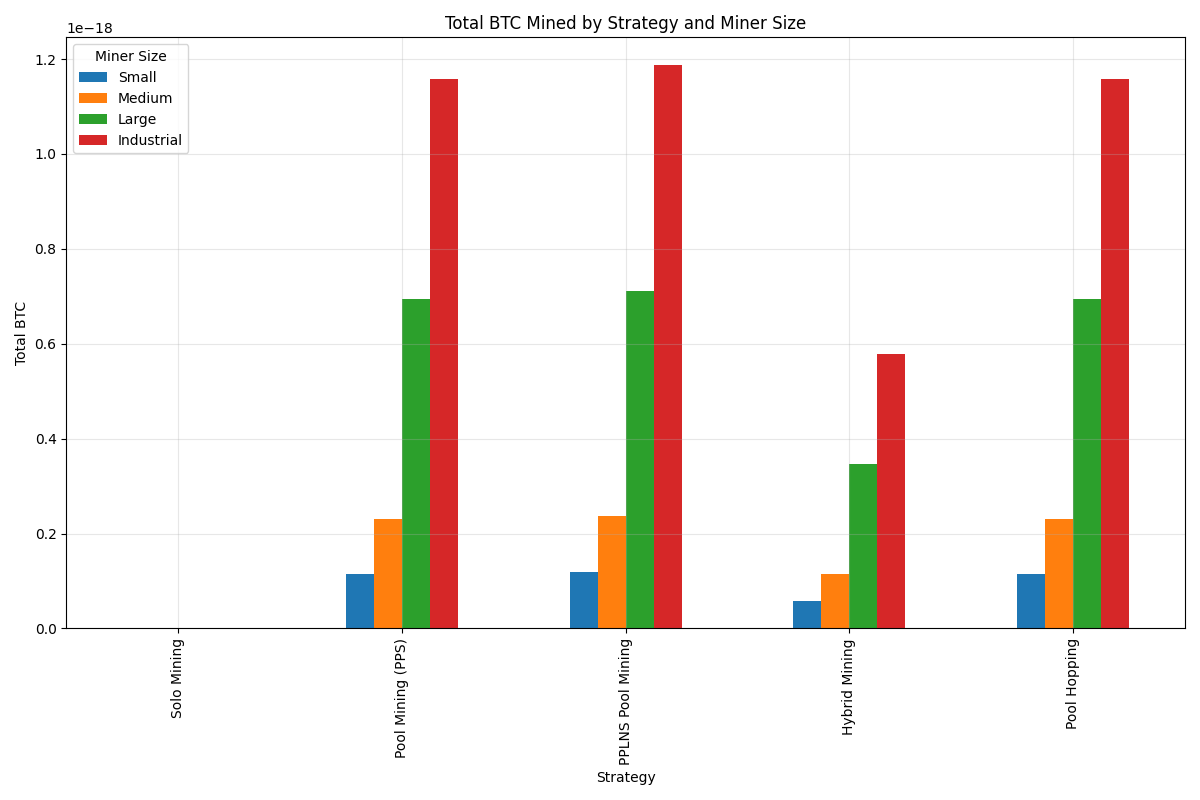 Total BTC Mined by Strategy and Miner Size
1e−18
Miner Size
Small
Medium
Large
Industrial
1.2
1.0
0.8
0.6
0.4
0.2
0.0
Total BTC
Solo Mining
Pool Mining (PPS)
PPLNS Pool Mining
Hybrid Mining
Pool Hopping
Strategy